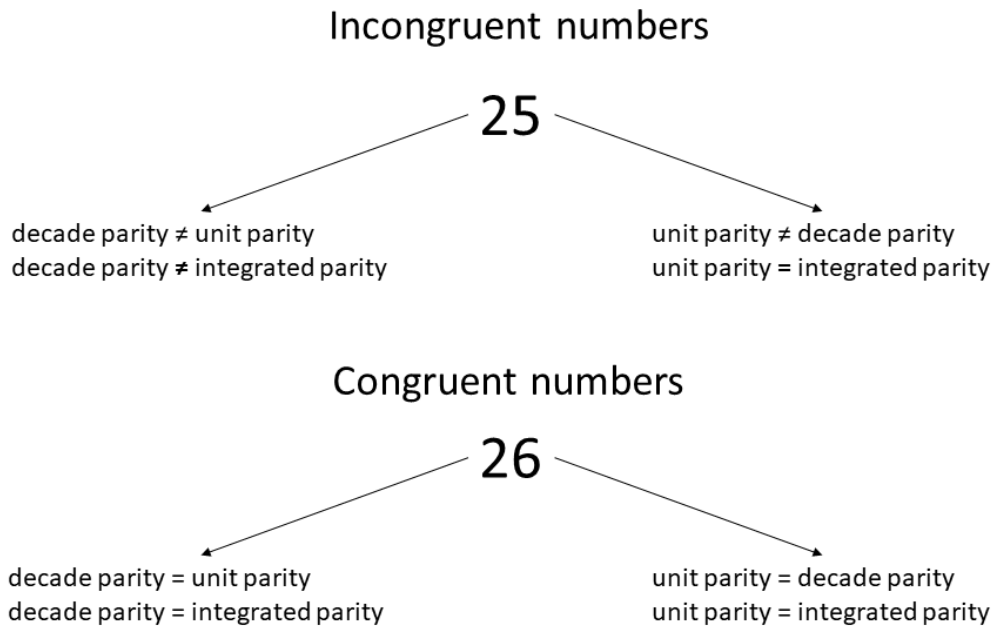 Incongruent numbers
25
decade parity ≠ unit parity
decade parity ≠ integrated parity
unit parity ≠ decade parity
unit parity = integrated parity
Congruent numbers
26
decade parity = unit parity
decade parity = integrated parity
unit parity = decade parity
unit parity = integrated parity